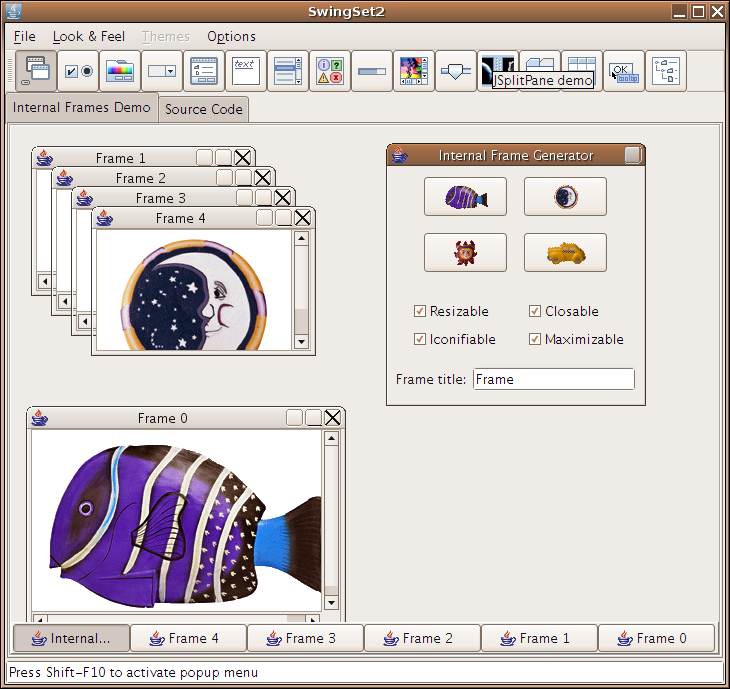 SwingSet2
File Look & Feel Themes Options
text
OK
tooltip
JSplitPane demo
Internal Frames Demo Source Code
Frame 1
Frame 2
Frame 3
Frame 4
Internal Frame Generator
Resizable Closable
Iconifiable Maximizable
Frame title: Frame
Frame 0
Internal... Frame 4 Frame 3 Frame 2 Frame 1 Frame 0
Press Shift-F10 to activate popup menu